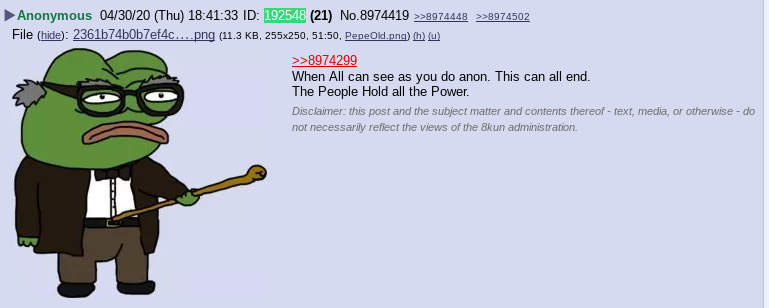 ▶Anonymous 04/30/20 (Thu) 18:41:33 ID: 192548 (21) No.8974419 >>8974448 >>8974502
File (hide): 2361b74b0b7ef4c….png (11.3 KB, 255x250, 51:50, PepeOld.png) (h) (u)
>>8974299
When All can see as you do anon. This can all end.
The People Hold all the Power.
Disclaimer: this post and the subject matter and contents thereof - text, media, or otherwise - do
not necessarily reflect the views of the 8kun administration.